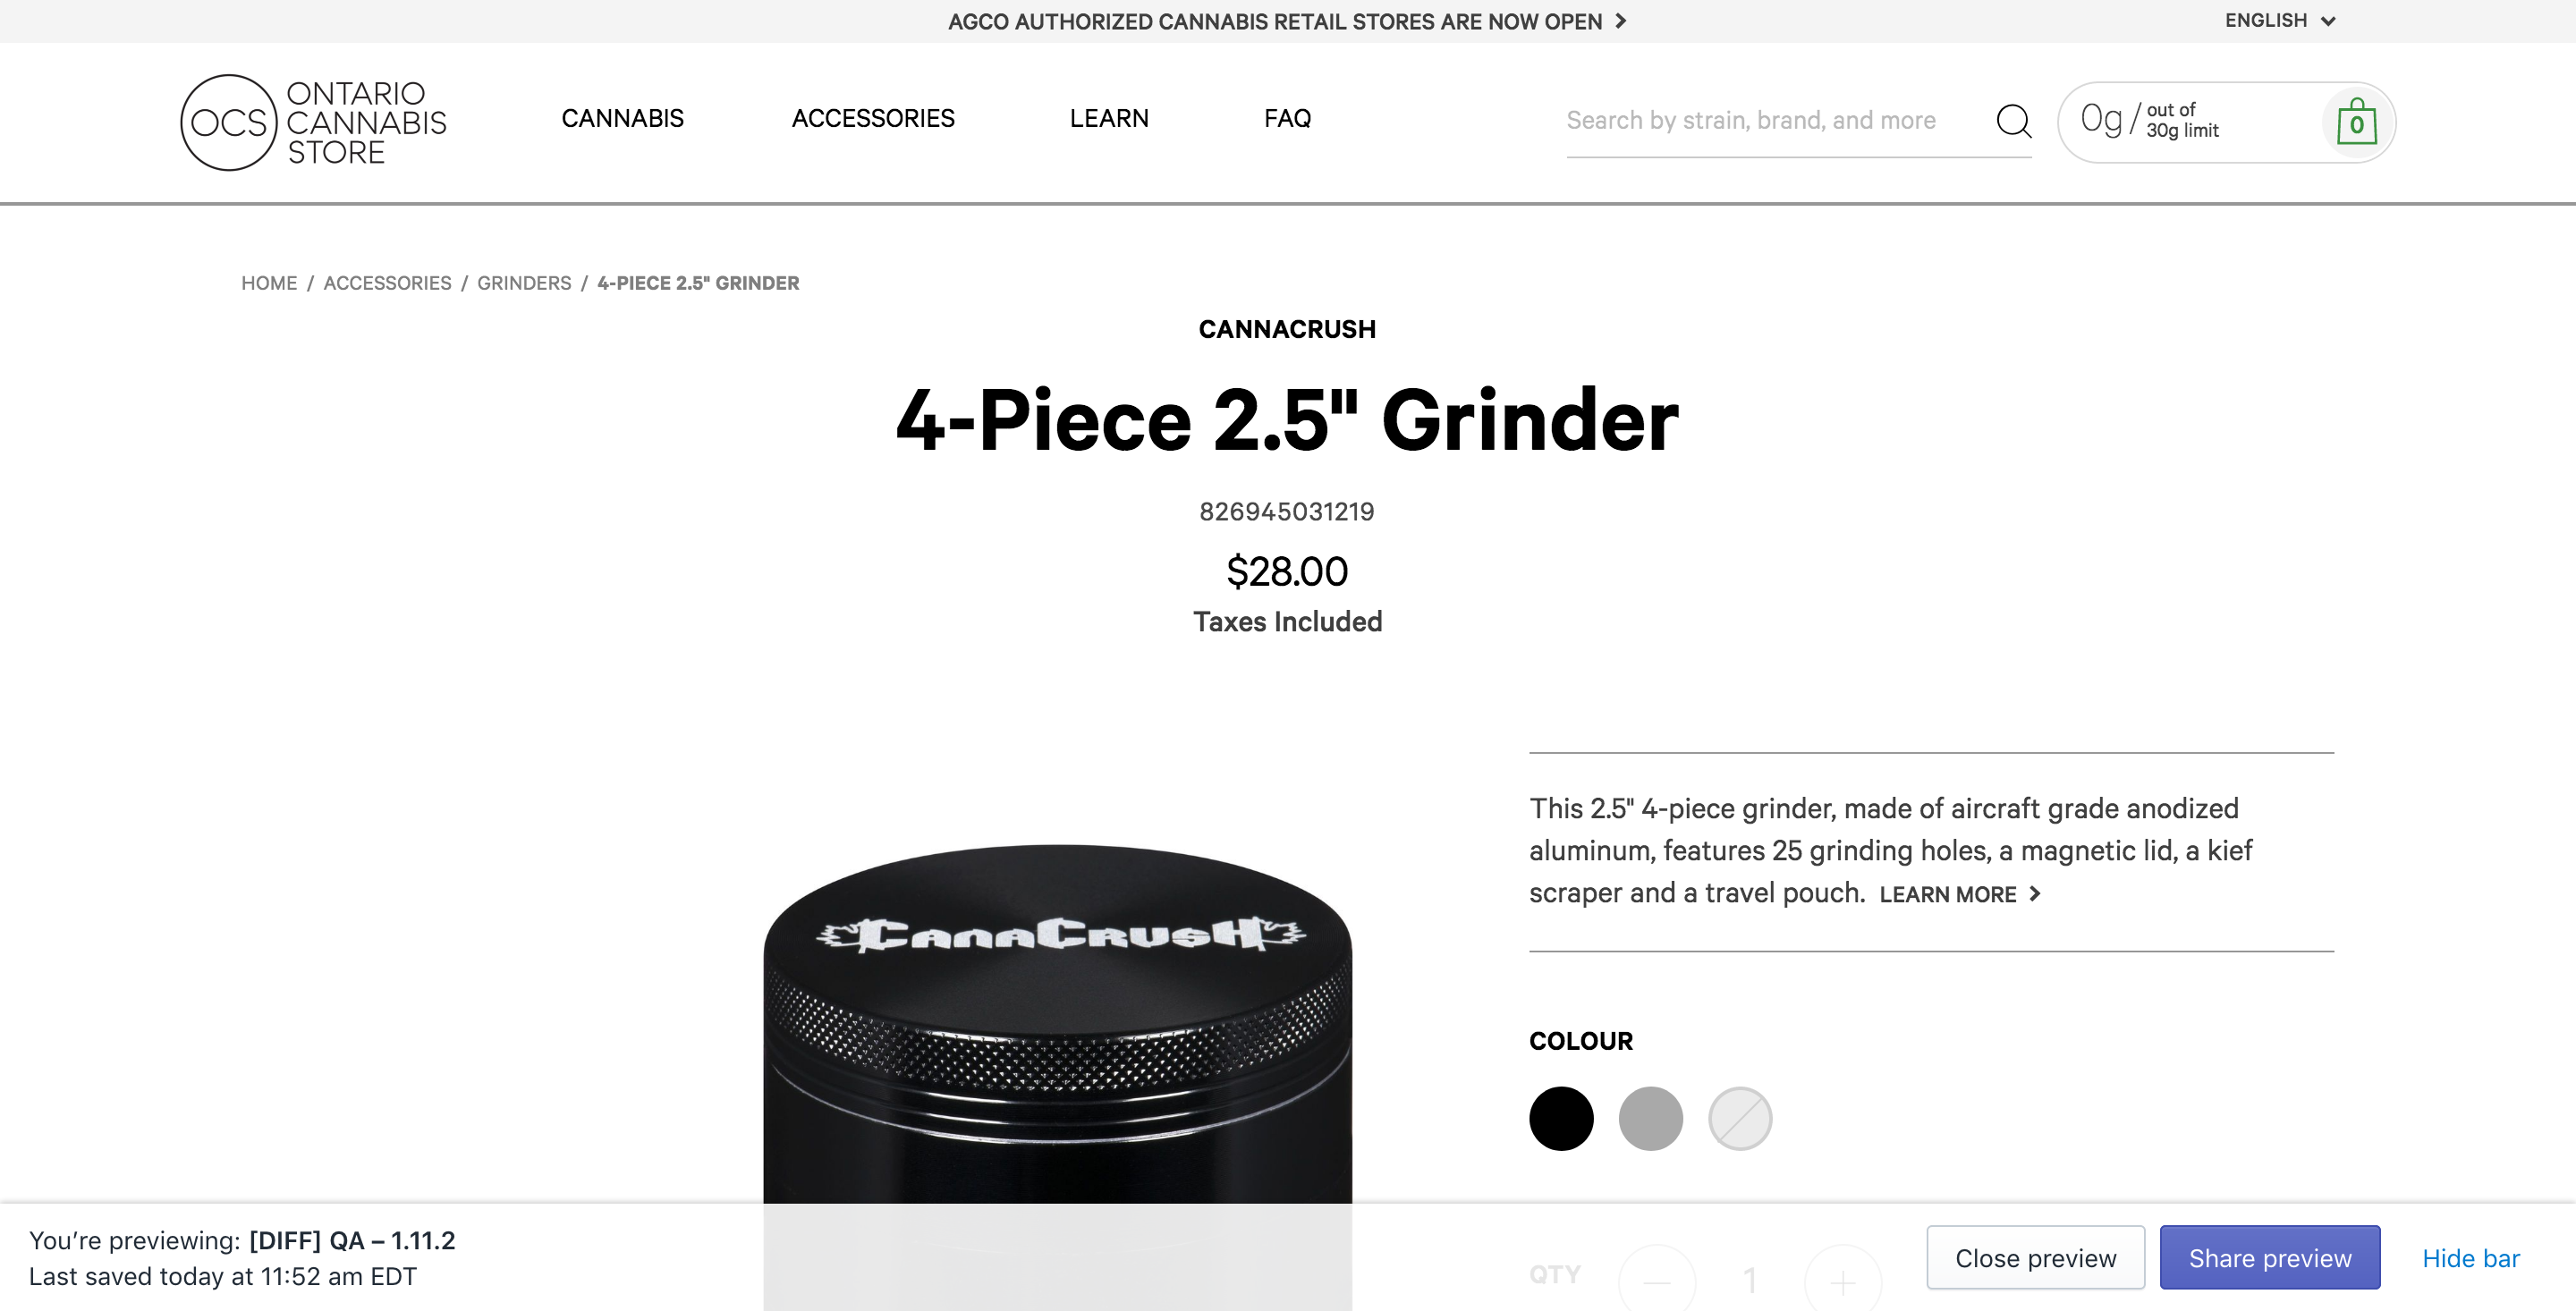 AGCO AUTHORIZED CANNABIS RETAIL STORES ARE NOW OPEN
ENGLISH
OCS
ONTARIO
CANNABIS
STORE
CANNABIS
ACCESSORIES
LEARN
FAQ
Search by strain, brand, and more
0g / out of
30g limit
0
HOME / ACCESSORIES / GRINDERS / 4-PIECE 2.5" GRINDER
CANNACRUSH
4-Piece 2.5" Grinder
826945031219
$28.00
Taxes Included
CANACRUSH
This 2.5" 4-piece grinder, made of aircraft grade anodized
aluminum, features 25 grinding holes, a magnetic lid, a kief
scraper and a travel pouch. LEARN MORE
COLOUR
QTY
1
You're previewing: [DIFF] QA – 1.11.2
Last saved today at 11:52 am EDT
Close preview
Share preview
Hide bar